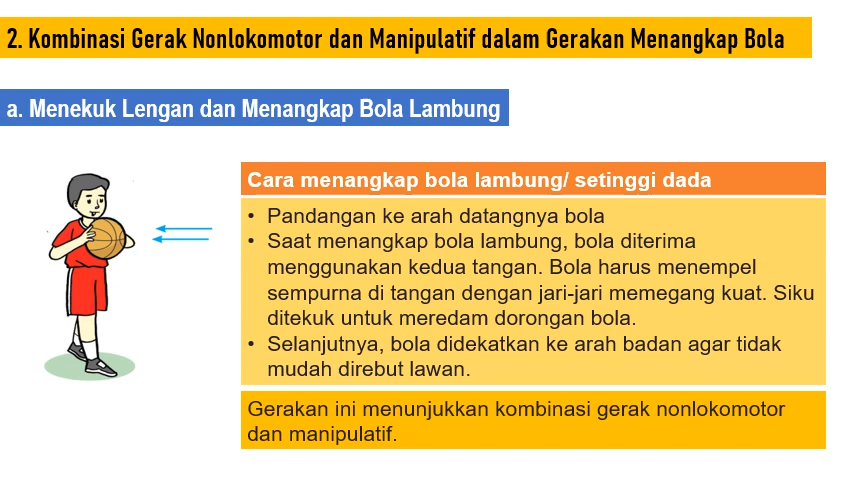 2. Kombinasi Gerak Nonlokomotor dan Manipulatif dalam Gerakan Menangkap Bola
a. Menekuk Lengan dan Menangkap Bola Lambung
Cara menangkap bola lambung/ setinggi dada
• Pandangan ke arah datangnya bola
• Saat menangkap bola lambung, bola diterima
menggunakan kedua tangan. Bola harus menempel
sempurna di tangan dengan jari-jari memegang kuat. Siku
ditekuk untuk meredam dorongan bola.
• Selanjutnya, bola didekatkan ke arah badan agar tidak
mudah direbut lawan.
Gerakan ini menunjukkan kombinasi gerak nonlokomotor
dan manipulatif.